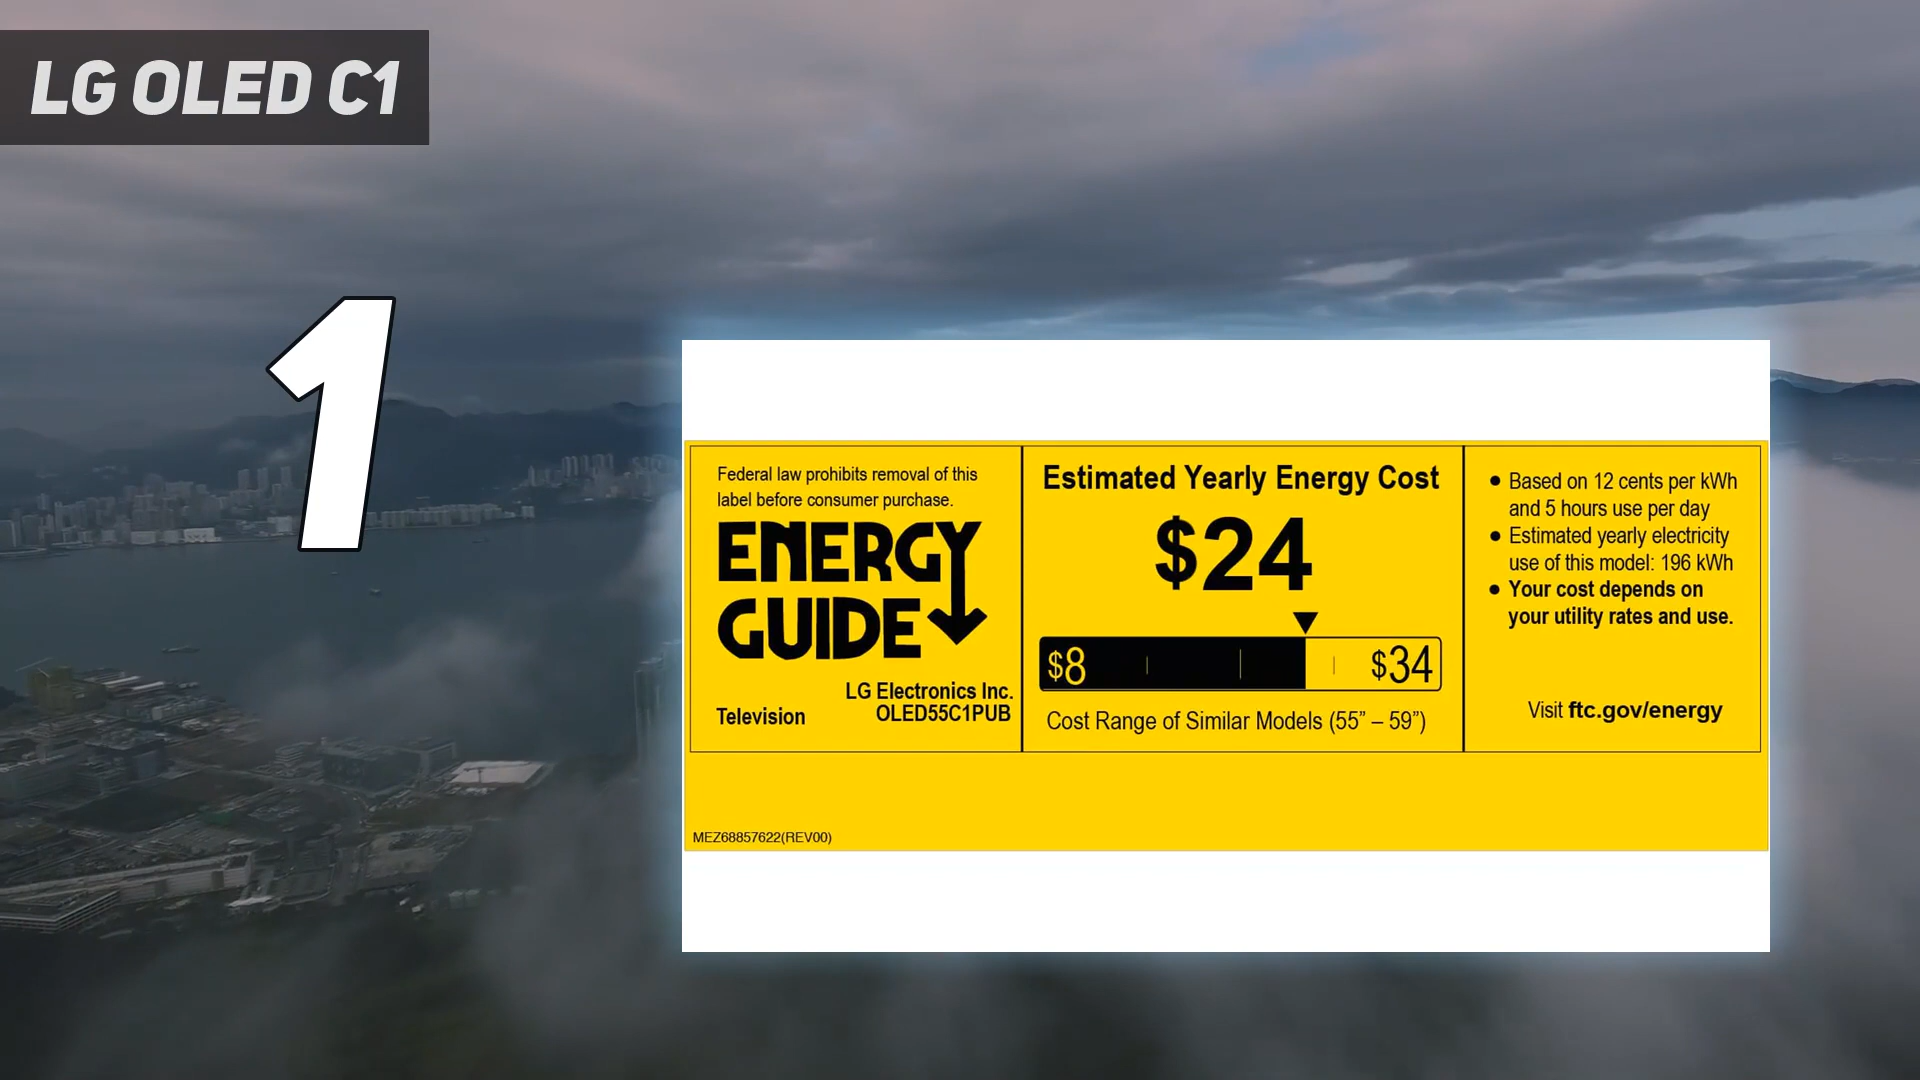 LG OLED C1
1
Federal law prohibits removal of this
label before consumer purchase.
ENERGY
GUIDE
LG Electronics Inc.
Television
OLED55C1PUB
Estimated Yearly Energy Cost
$24
$8
$34
Cost Range of Similar Models (55” – 59”)
● Based on 12 cents per kWh
and 5 hours use per day
● Estimated yearly electricity
use of this model: 196 kWh
● Your cost depends on
your utility rates and use.
Visit ftc.gov/energy
MEZ68857622(REV00)